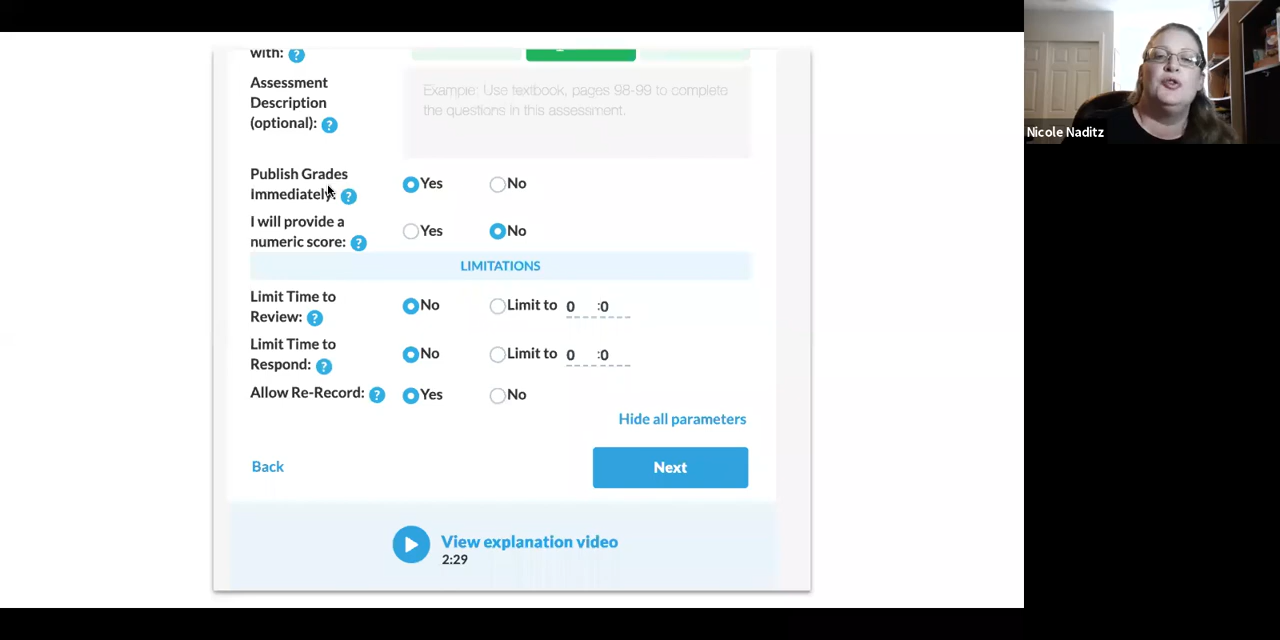 with: ?
Assessment
Description
(optional): ?
Example: Use textbook, pages 98-99 to complete
the questions in this assessment.
Publish Grades
Immediately: ?
Yes No
I will provide a
numeric score: ?
Yes No
LIMITATIONS
Limit Time to
Review: ?
No Limit to 0 :0
Limit Time to
Respond: ?
No Limit to 0 :0
Allow Re-Record: ? Yes No
Hide all parameters
Back
Next
View explanation video
2:29
Nicole Naditz